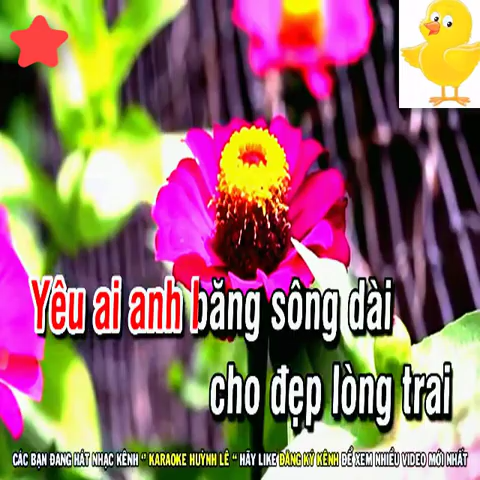 Yêu ai anh băng sông dài
cho đẹp lòng trai
CÁC BẠN ĐANG HÁT NHẠC KÊNH " KARAOKE HUỲNH LÊ " HÃY LIKE ĐĂNG KÝ KÊNH ĐỂ XEM NHIỀU VIDEO MỚI NHẤT